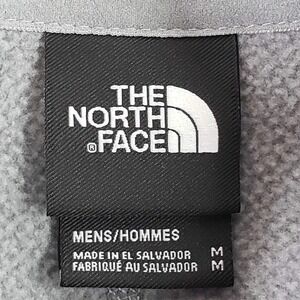 THE
NORTH
® FACE
MENS/HOMMES
MADE IN EL SALVADOR M
FABRIQUÉ AU SALVADOR M